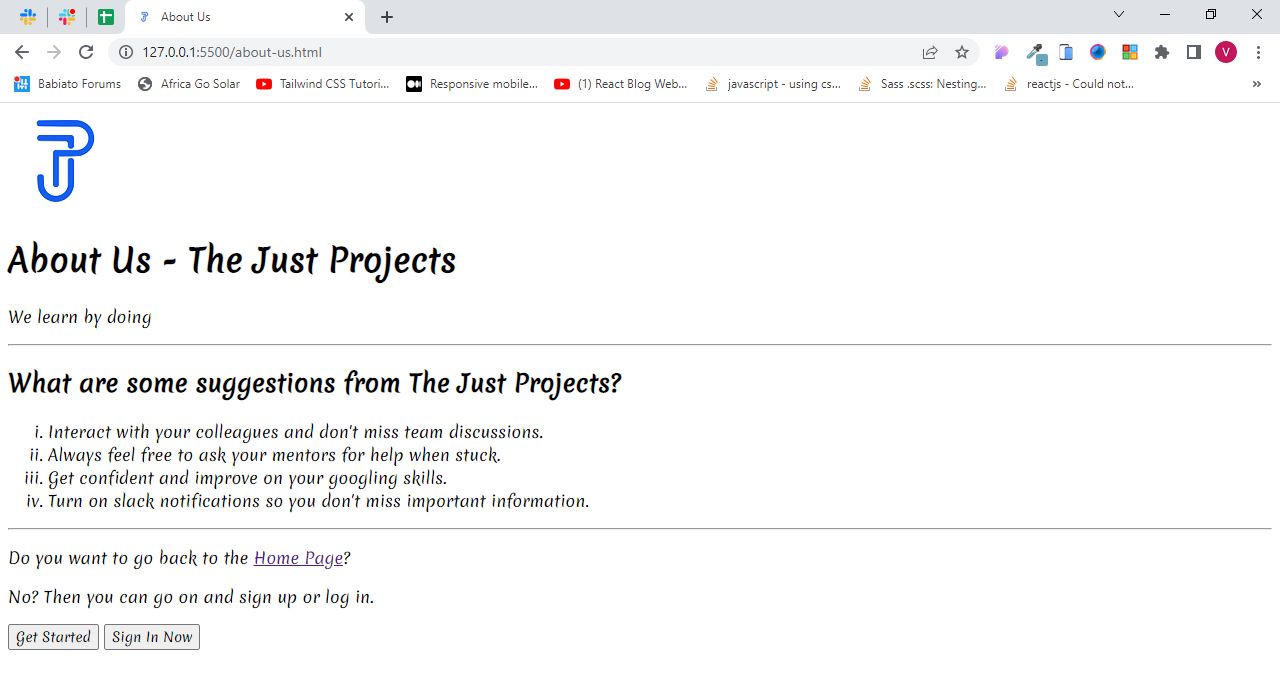 About Us
127.0.0.1:5500/about-us.html
V
Babiato Forums
Africa Go Solar
Tailwind CSS Tutori...
Responsive mobile...
(1) React Blog Web...
javascript - using cs...
Sass .scss: Nesting...
reactjs - Could not...
»
About Us - The Just Projects
We learn by doing
What are some suggestions from The Just Projects?
i. Interact with your colleagues and don't miss team discussions.
ii. Always feel free to ask your mentors for help when stuck.
iii. Get confident and improve on your googling skills.
iv. Turn on slack notifications so you don't miss important information.
Do you want to go back to the Home Page?
No? Then you can go on and sign up or log in.
Get Started
Sign In Now